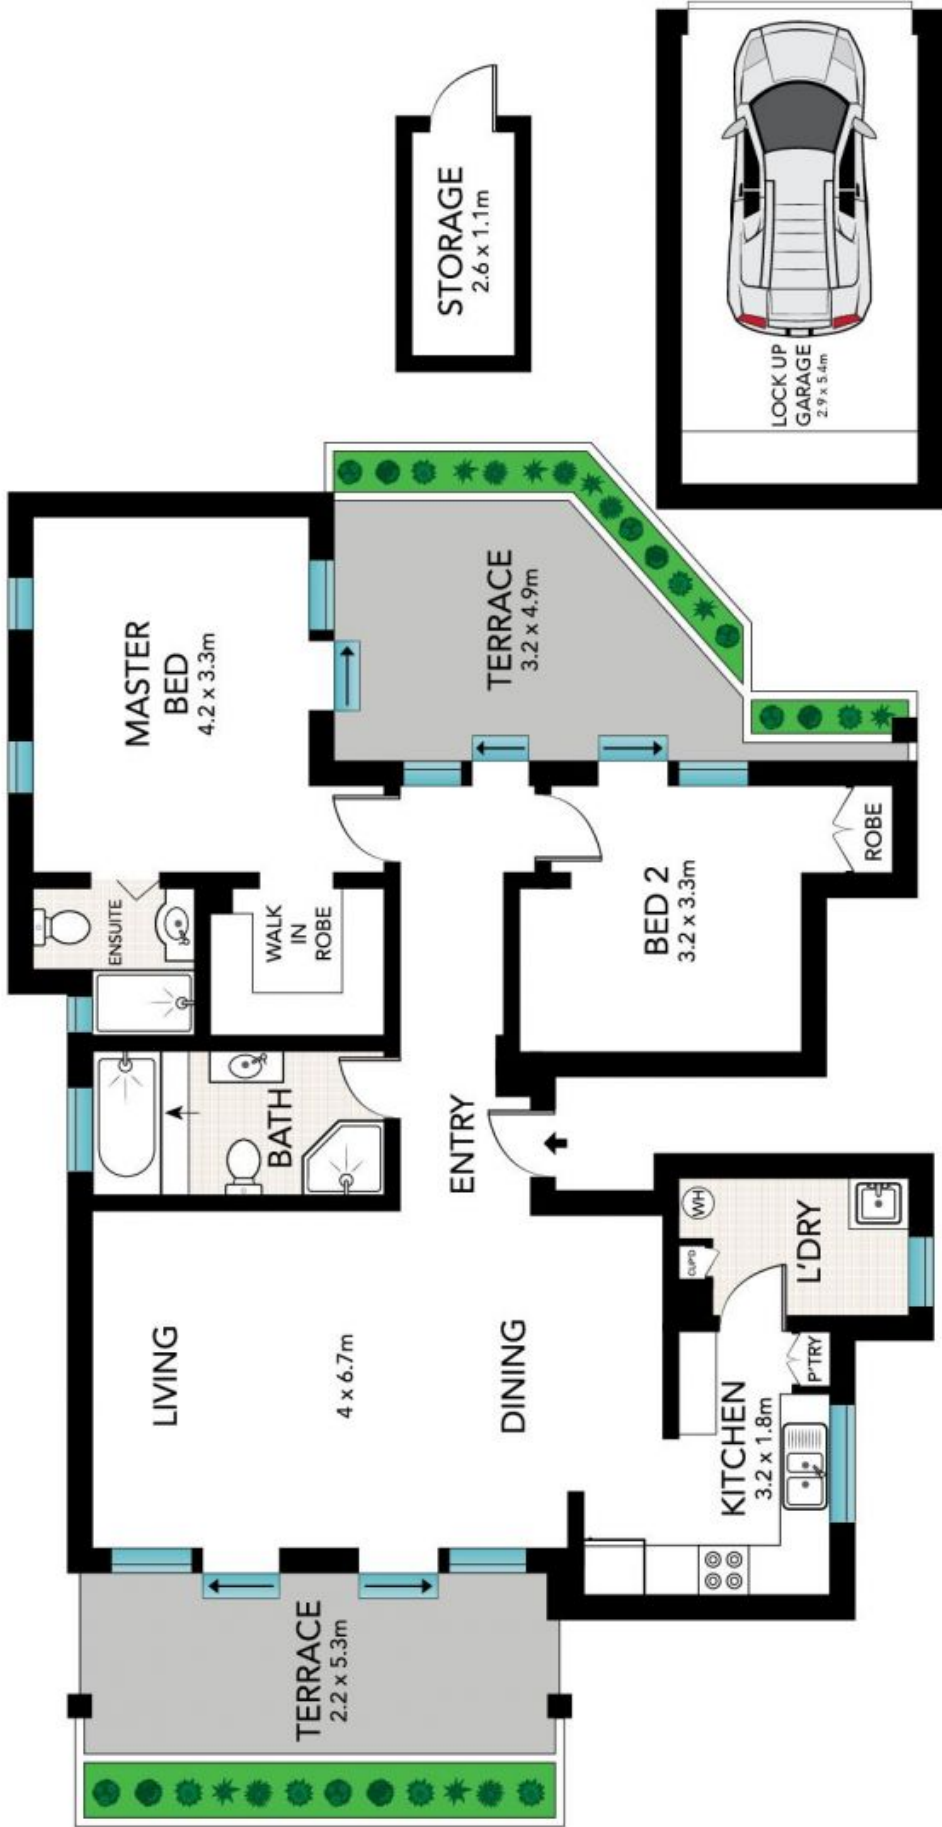 STORAGE
2.6 x 1.1m
LOCK UP
GARAGE
2.9 x 5.4m
MASTER
BED
4.2 x 3.3m
TERRACE
3.2 x 4.9m
ENSUITE
WALK
IN
ROBE
BED 2
3.2 x 3.3m
ROBE
BATH
ENTRY
WH
CUP'D
L'DRY
LIVING
4 x 6.7m
DINING
KITCHEN
3.2 x 1.8m
P'TRY
TERRACE
2.2 x 5.3m